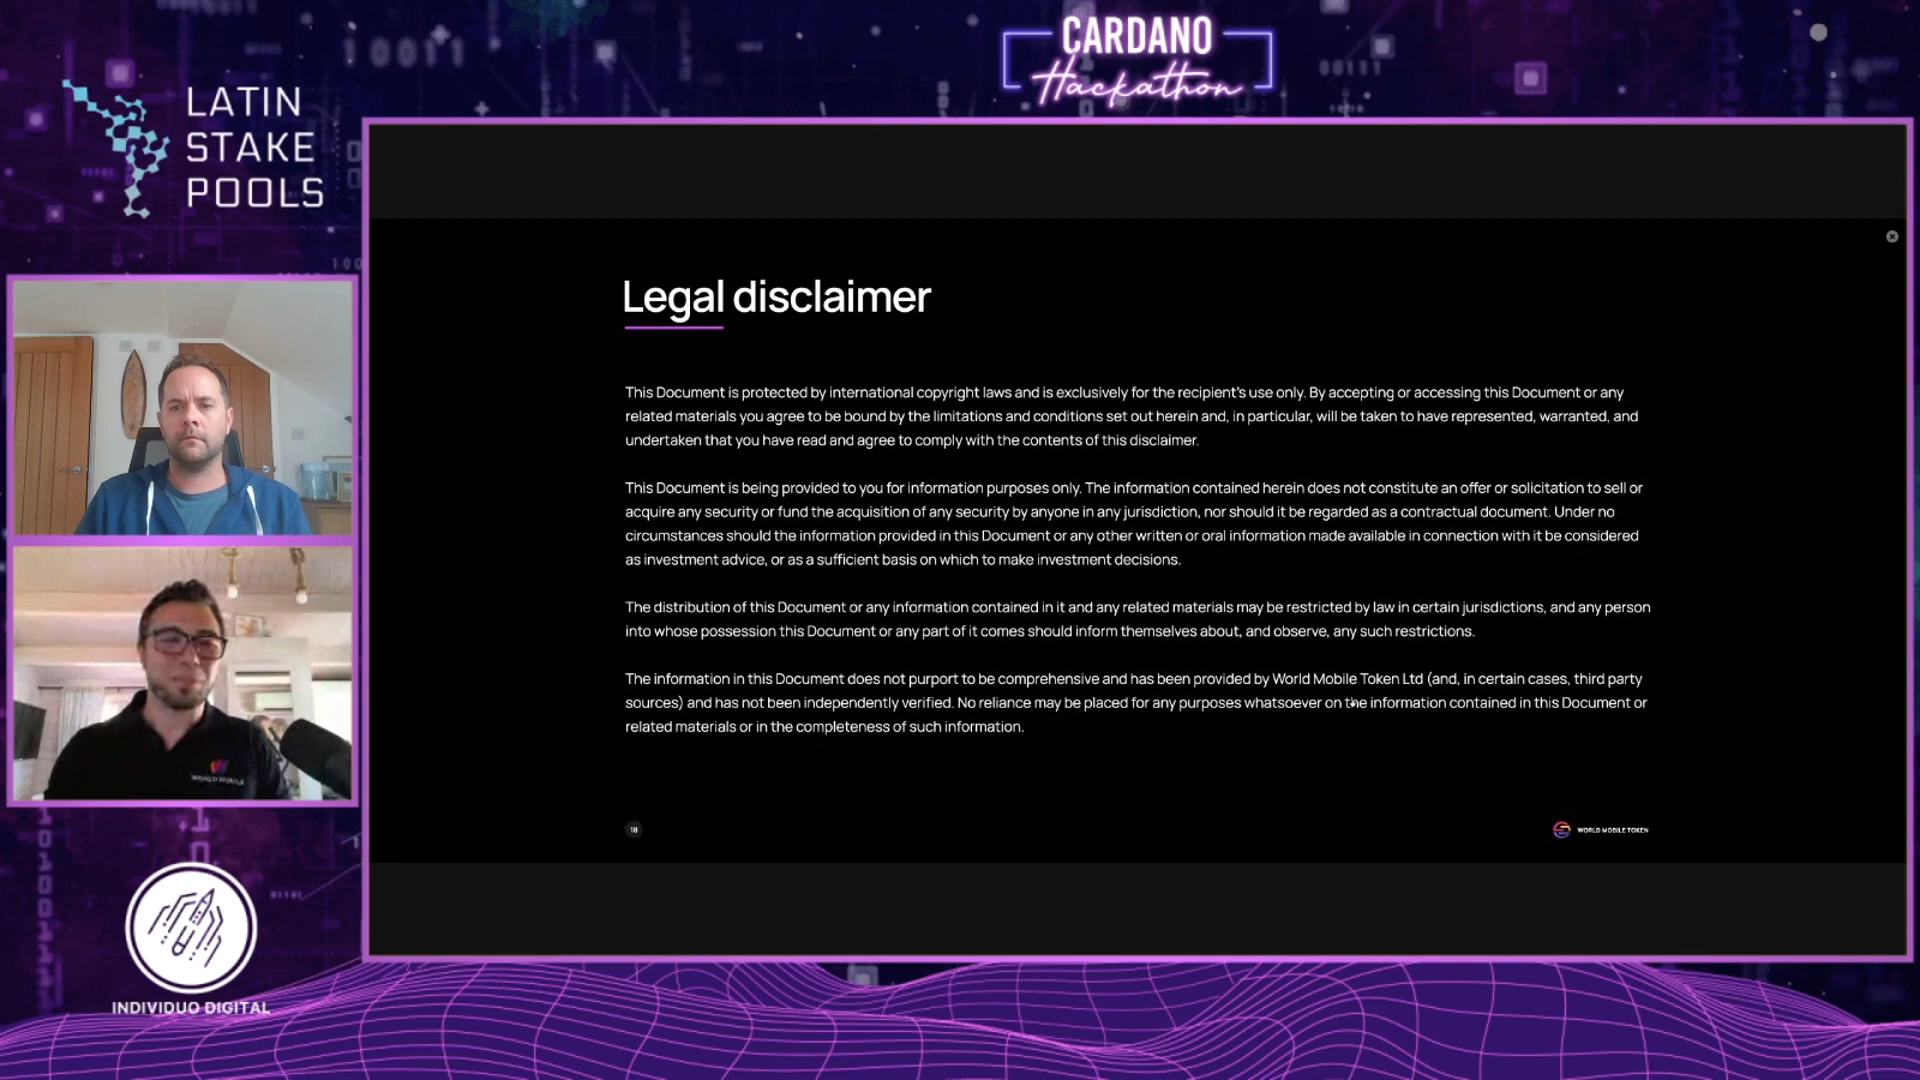 CARDANO
Hackathon
LATIN
STAKE
POOLS
Legal disclaimer
This Document is protected by international copyright laws and is exclusively for the recipient's use only. By accepting or accessing this Document or any
related materials you agree to be bound by the limitations and conditions set out herein and, in particular, will be taken to have represented, warranted, and
undertaken that you have read and agree to comply with the contents of this disclaimer.
This Document is being provided to you for information purposes only. The information contained herein does not constitute an offer or solicitation to sell or
acquire any security or fund the acquisition of any security by anyone in any jurisdiction, nor should it be regarded as a contractual document. Under no
circumstances should the information provided in this Document or any other written or oral information made available in connection with it be considered
as investment advice, or as a sufficient basis on which to make investment decisions.
The distribution of this Document or any information contained in it and any related materials may be restricted by law in certain jurisdictions, and any person
into whose possession this Document or any part of it comes should inform themselves about, and observe, any such restrictions.
The information in this Document does not purport to be comprehensive and has been provided by World Mobile Token Ltd (and, in certain cases, third party
sources) and has not been independently verified. No reliance may be placed for any purposes whatsoever on the information contained in this Document or
related materials or in the completeness of such information.
18
WORLD MOBILE TOKEN
INDIVIDUO DIGITAL